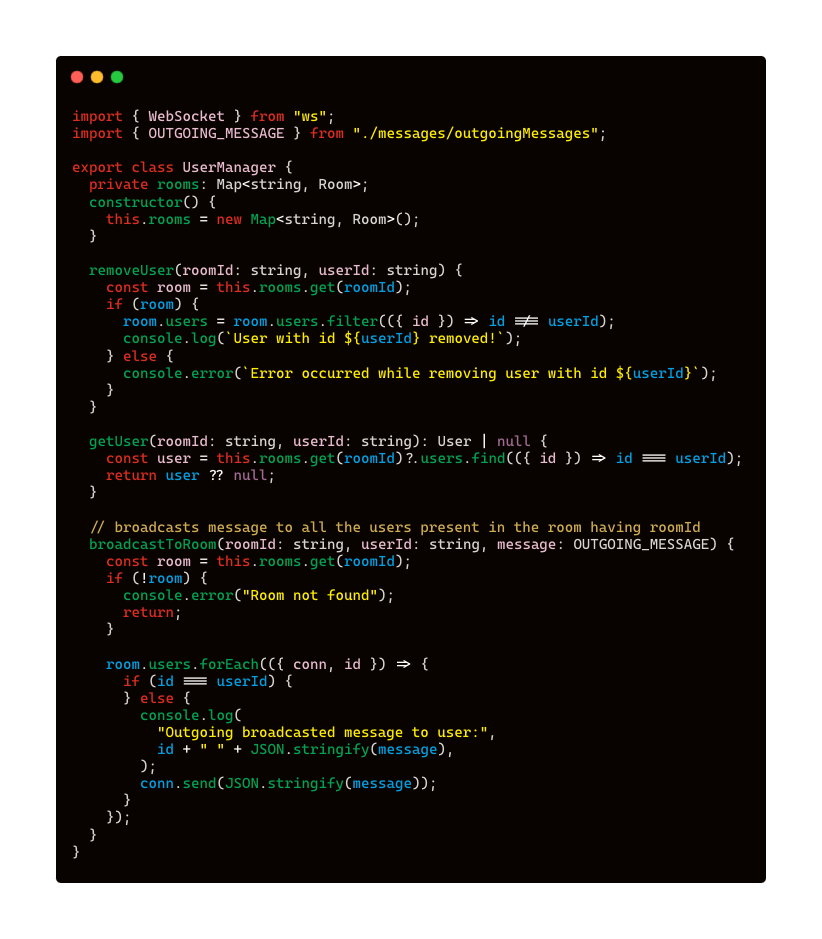 import { WebSocket } from "ws";
import { OUTGOING_MESSAGE } from "./messages/outgoingMessages";

export class UserManager {
  private rooms: Map<string, Room>;
  constructor() {
    this.rooms = new Map<string, Room>();
  }

  removeUser(roomId: string, userId: string) {
    const room = this.rooms.get(roomId);
    if (room) {
      room.users = room.users.filter(({ id }) => id !== userId);
      console.log(`User with id ${userId} removed!`);
    } else {
      console.error(`Error occurred while removing user with id ${userId}`);
    }
  }

  getUser(roomId: string, userId: string): User | null {
    const user = this.rooms.get(roomId)?.users.find(({ id }) => id === userId);
    return user ?? null;
  }

  // broadcasts message to all the users present in the room having roomId
  broadcastToRoom(roomId: string, userId: string, message: OUTGOING_MESSAGE) {
    const room = this.rooms.get(roomId);
    if (!room) {
      console.error("Room not found");
      return;
    }

    room.users.forEach(({ conn, id }) => {
      if (id === userId) {
      } else {
        console.log(
          "Outgoing broadcasted message to user:",
          id + " " + JSON.stringify(message),
        );
        conn.send(JSON.stringify(message));
      }
    });
  }
}